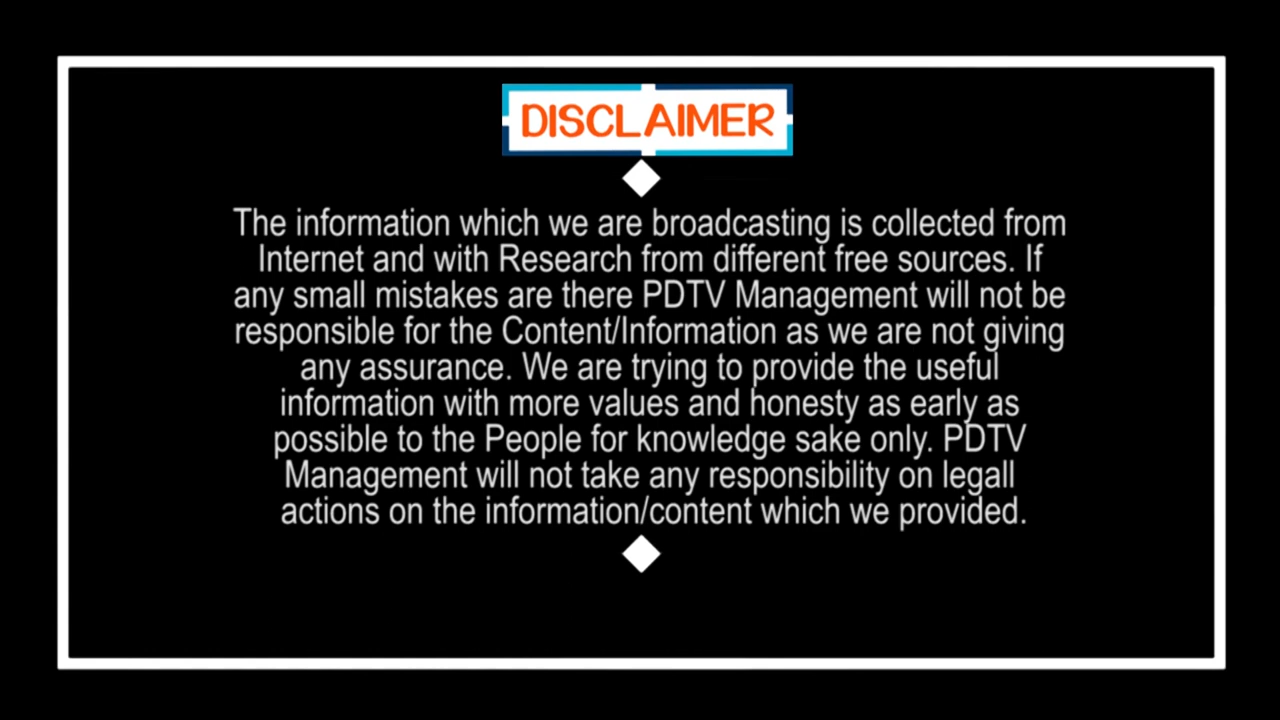 DISCLAIMER
The information which we are broadcasting is collected from
Internet and with Research from different free sources. If
any small mistakes are there PDTV Management will not be
responsible for the Content/Information as we are not giving
any assurance. We are trying to provide the useful
information with more values and honesty as early as
possible to the People for knowledge sake only. PDTV
Management will not take any responsibility on legall
actions on the information/content which we provided.